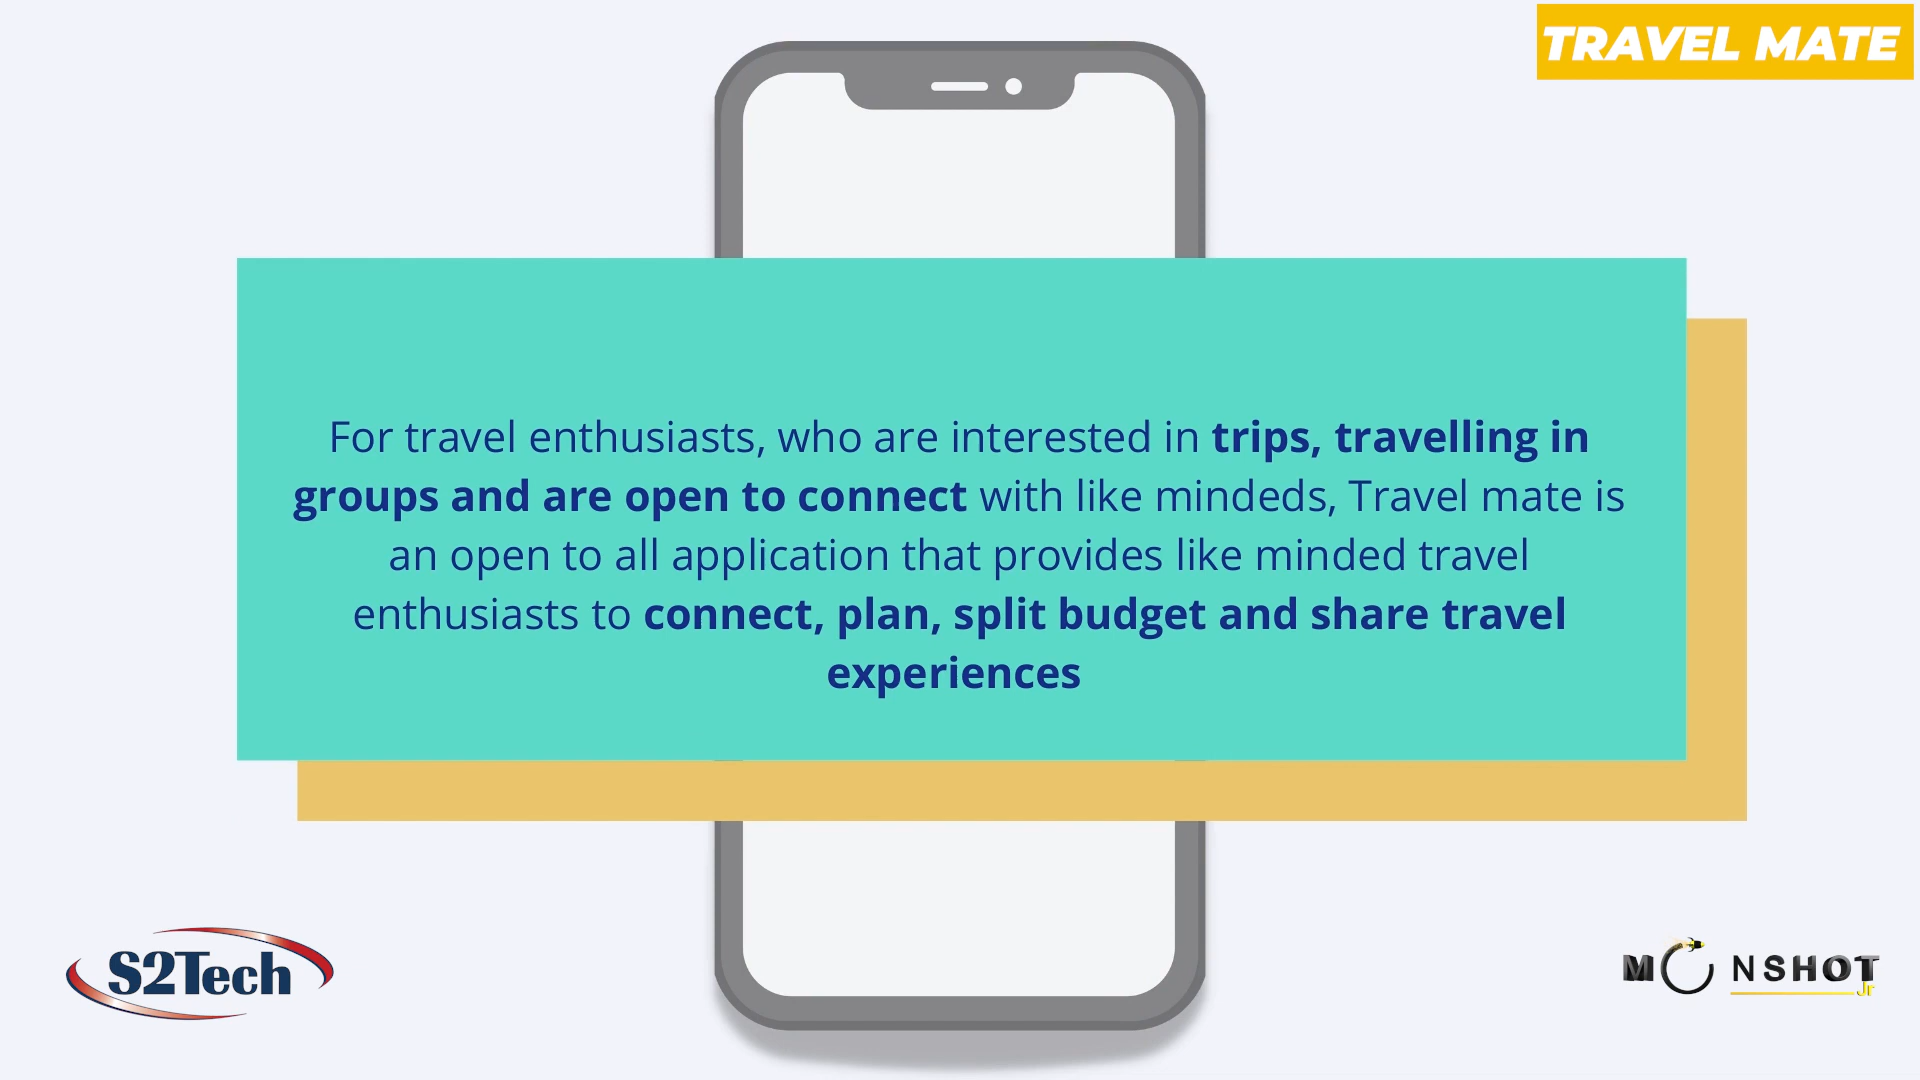 TRAVEL MATE
For travel enthusiasts, who are interested in trips, travelling in
groups and are open to connect with like mindeds, Travel mate is
an open to all application that provides like minded travel
enthusiasts to connect, plan, split budget and share travel
experiences
S2Tech
MOONSHOT
Jr